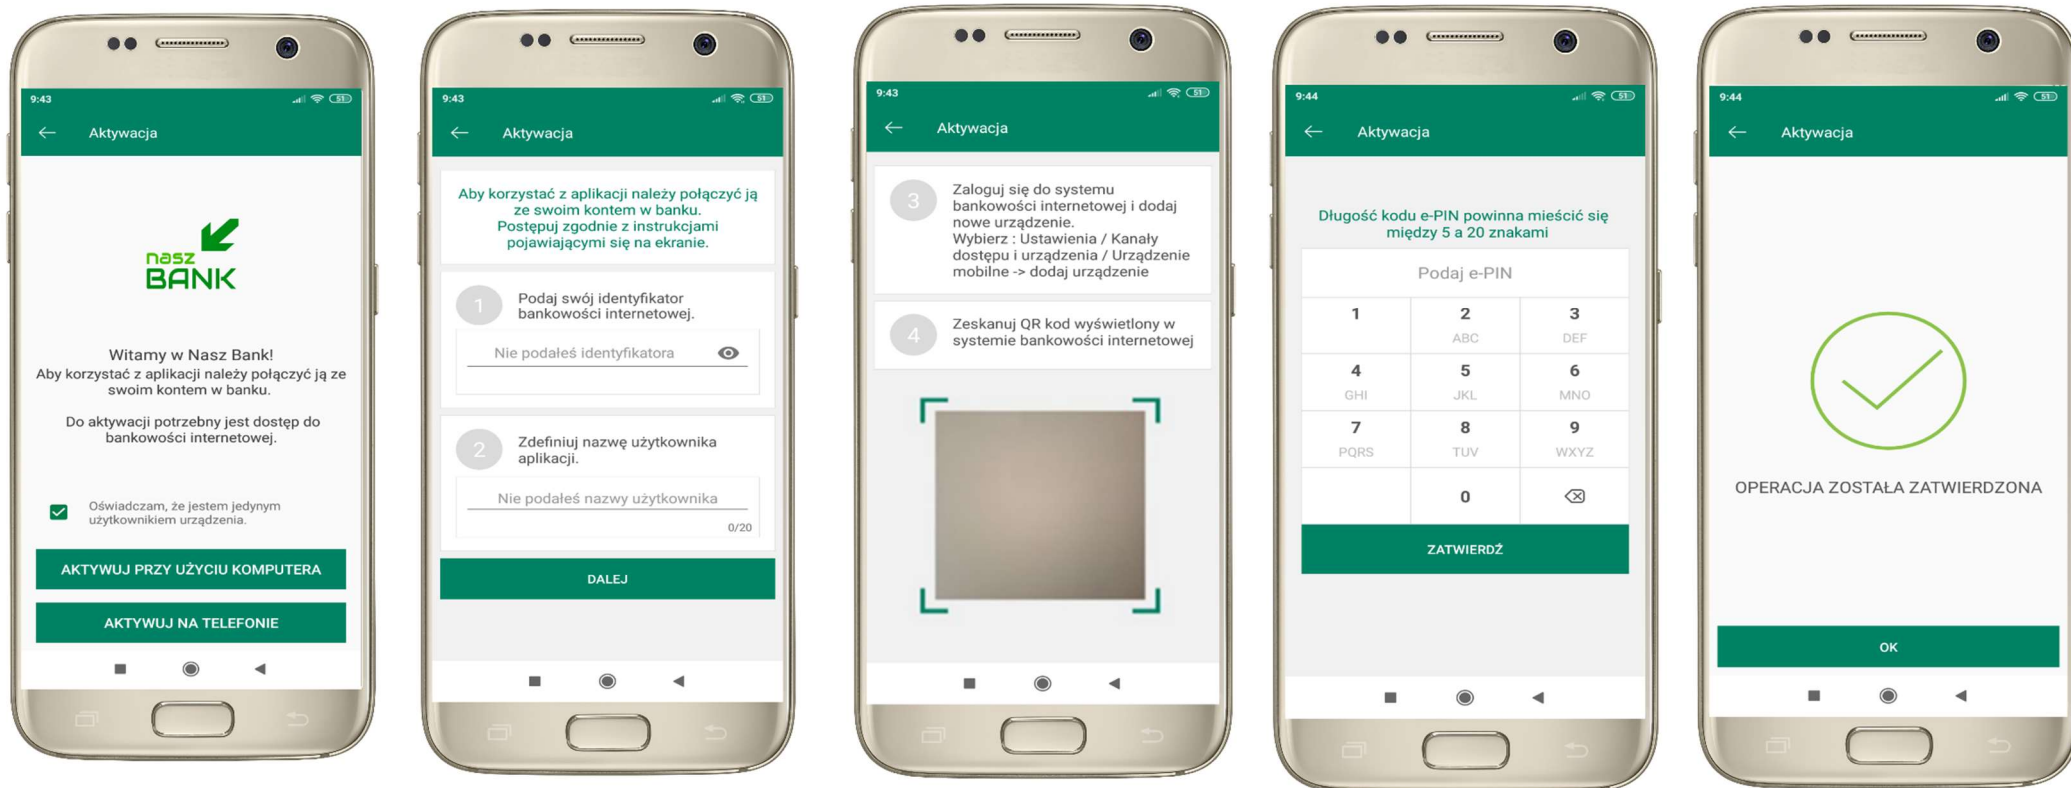 9:43
51
Aktywacja
nasz
BANK
Witamy w Nasz Bank!
Aby korzystać z aplikacji należy połączyć ją ze
swoim kontem w banku.
Do aktywacji potrzebny jest dostęp do
bankowości internetowej.
Oświadczam, że jestem jedynym
użytkownikiem urządzenia.
AKTYWUJ PRZY UŻYCIU KOMPUTERA
AKTYWUJ NA TELEFONIE
9:43
51
Aktywacja
Aby korzystać z aplikacji należy połączyć ją
ze swoim kontem w banku.
Postępuj zgodnie z instrukcjami
pojawiającymi się na ekranie.
1
Podaj swój identyfikator
bankowości internetowej.
Nie podałeś identyfikatora
2
Zdefiniuj nazwę użytkownika
aplikacji.
Nie podałeś nazwy użytkownika
0/20
DALEJ
9:43
51
Aktywacja
3
Zaloguj się do systemu
bankowości internetowej i dodaj
nowe urządzenie.
Wybierz : Ustawienia / Kanały
dostępu i urządzenia / Urządzenie
mobilne -> dodaj urządzenie
4
Zeskanuj QR kod wyświetlony w
systemie bankowości internetowej
9:44
51
Aktywacja
Długość kodu e-PIN powinna mieścić się
między 5 a 20 znakami
Podaj e-PIN
1 2 3
ABC DEF
4 5 6
GHI JKL MNO
7 8 9
PQRS TUV WXYZ
0
ZATWIERDŹ
9:44
51
Aktywacja
OPERACJA ZOSTAŁA ZATWIERDZONA
OK